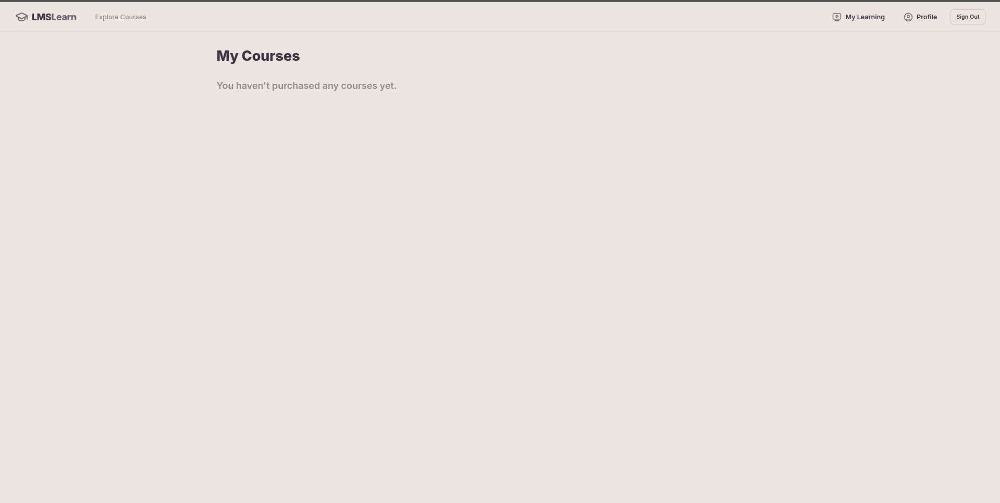 LMSLearn
Explore Courses
My Learning
Profile
Sign Out
My Courses
You haven't purchased any courses yet.